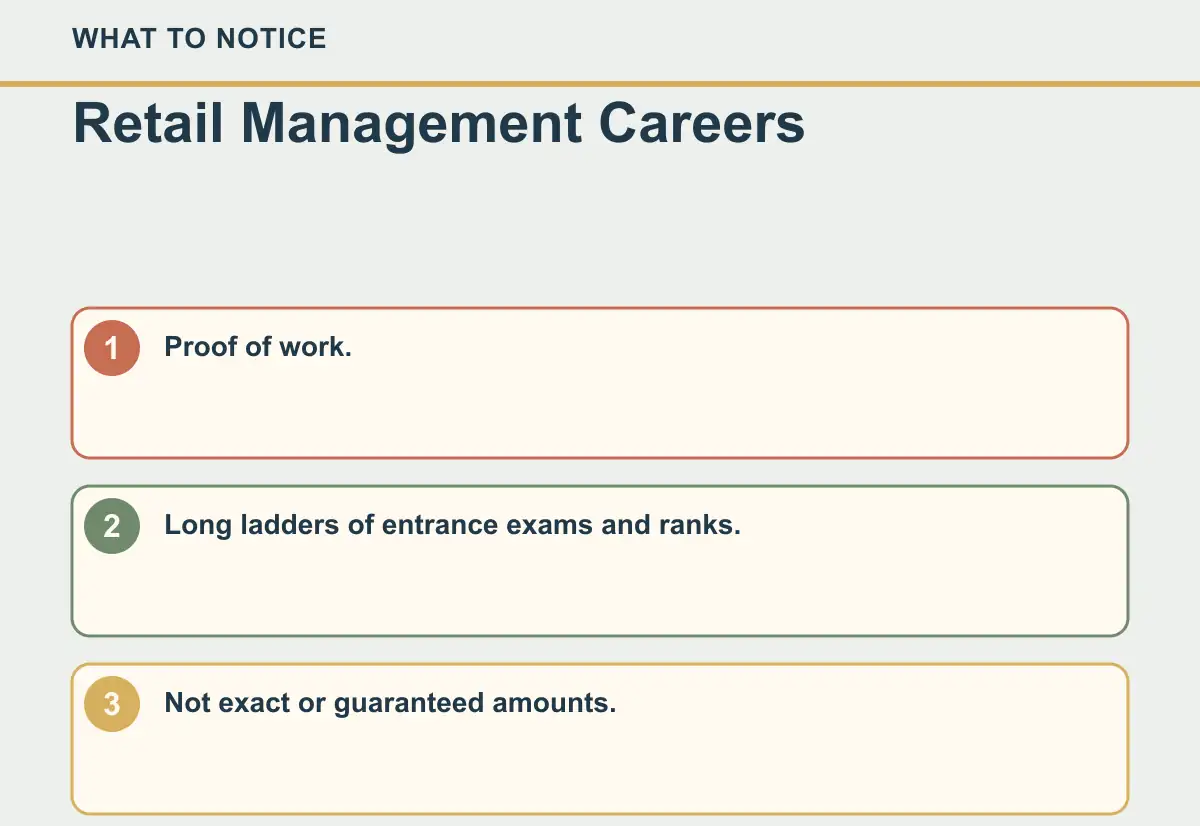 WHAT TO NOTICE
Retail Management Careers
1
Proof of work.
2
Long ladders of entrance exams and ranks.
3
Not exact or guaranteed amounts.